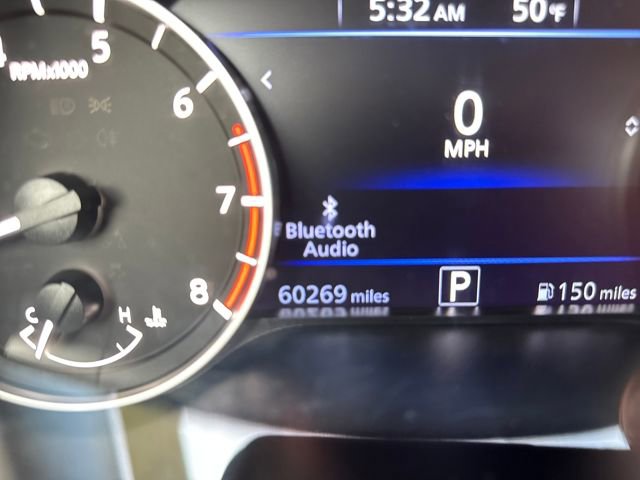 5:32 AM 50°F
5
RPMx1000
6
0
MPH
7
Bluetooth
Audio
8
60269 miles P 150 miles
C H